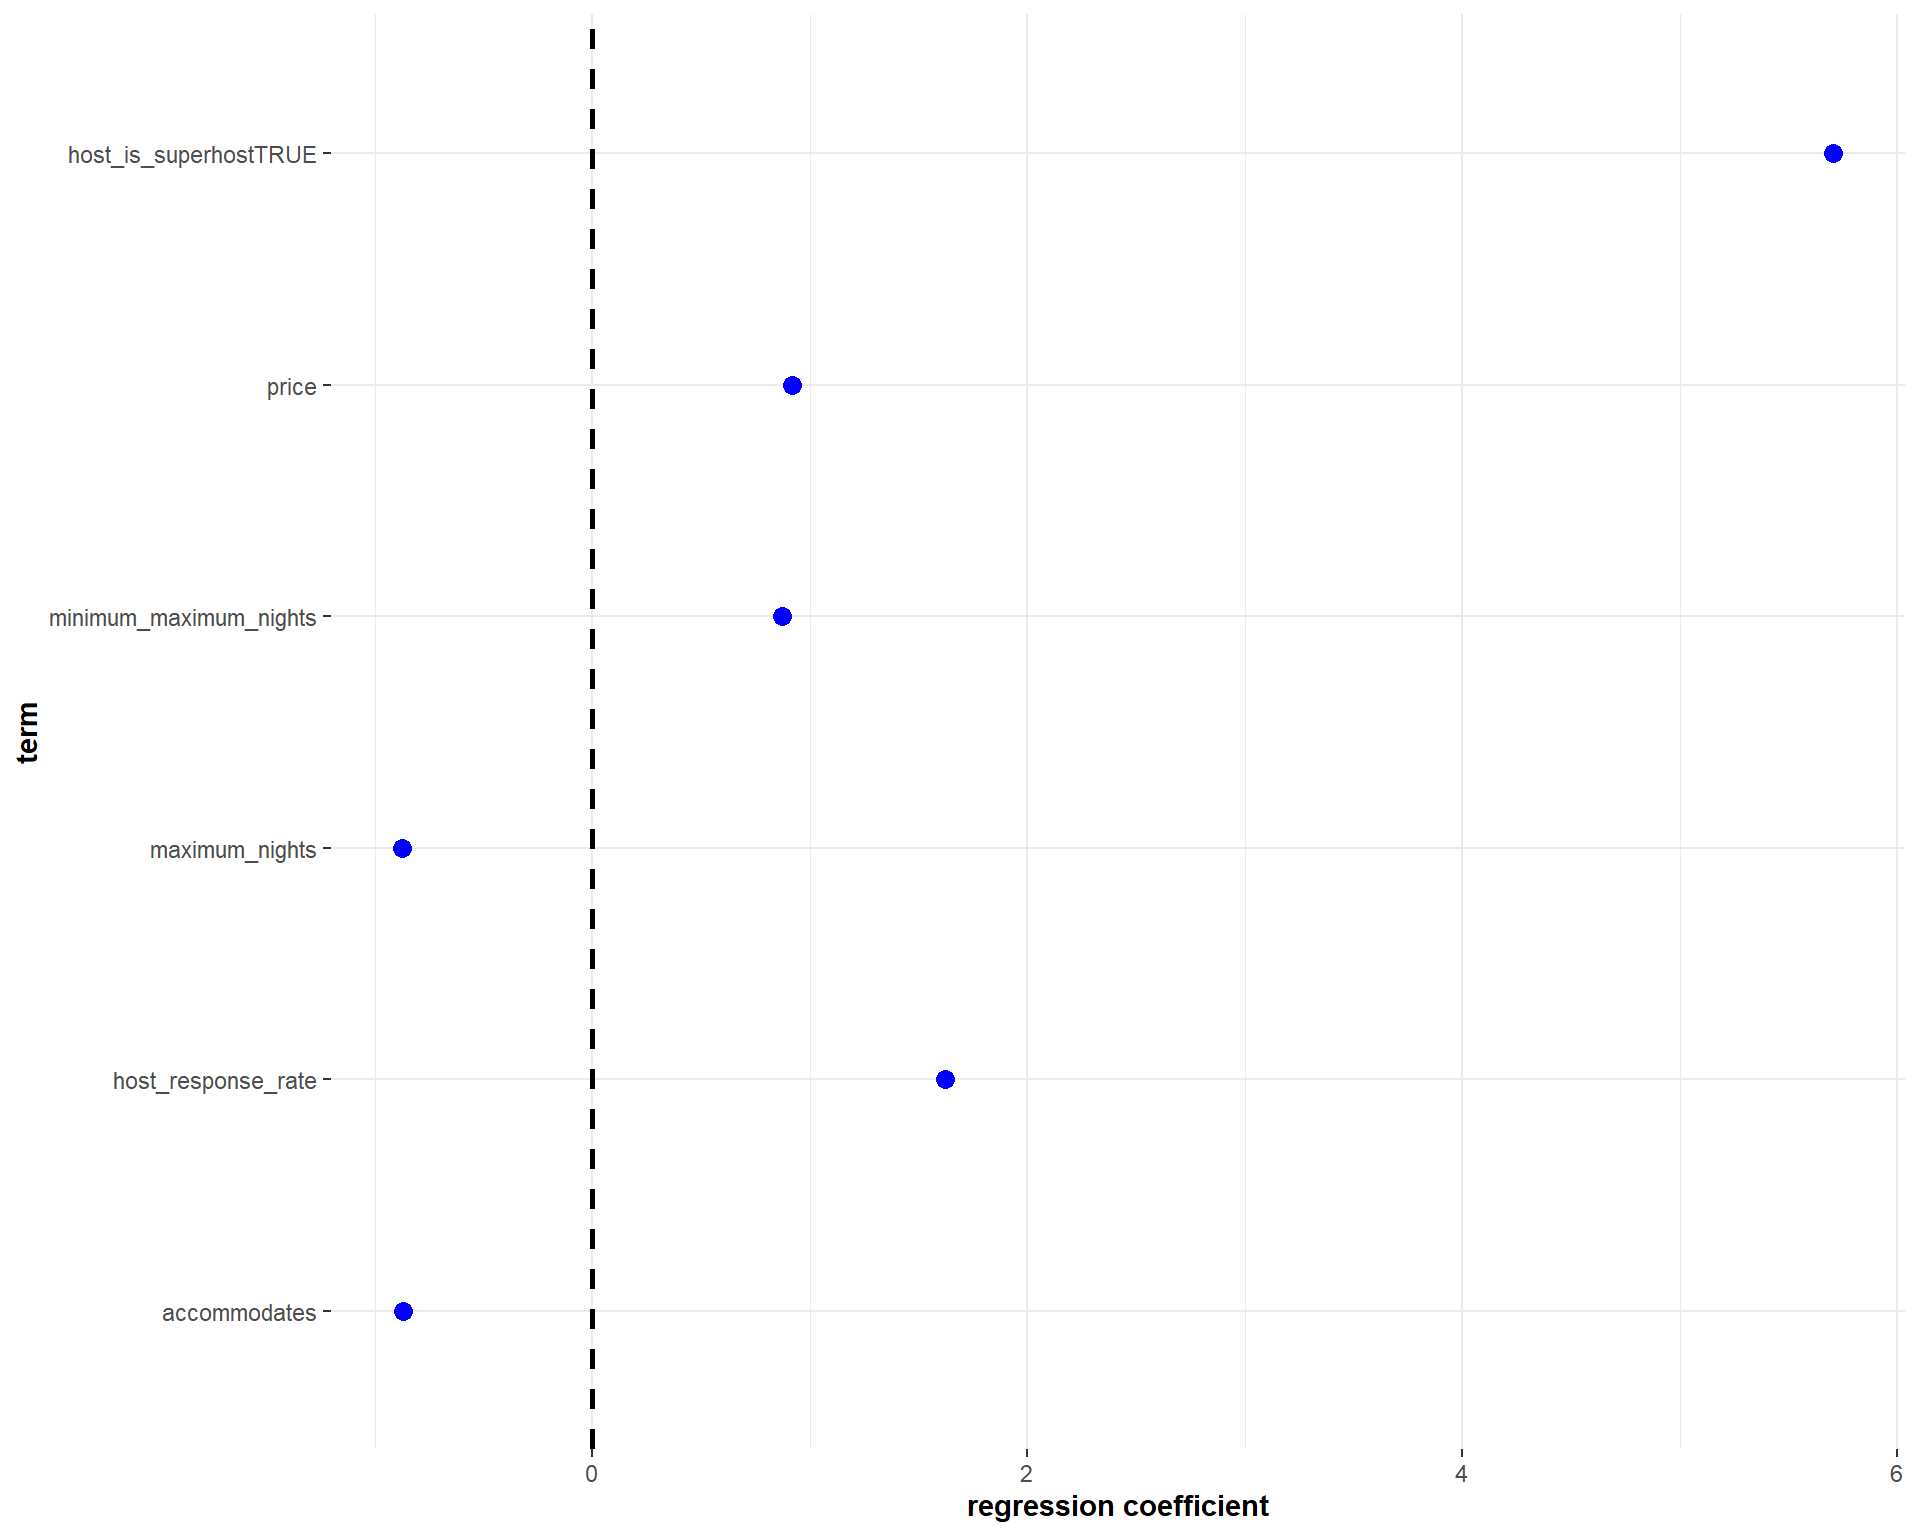 host_is_superhostTRUE
price
minimum_maximum_nights
term
maximum_nights
host_response_rate
accommodates
0 2 4 6
regression coefficient